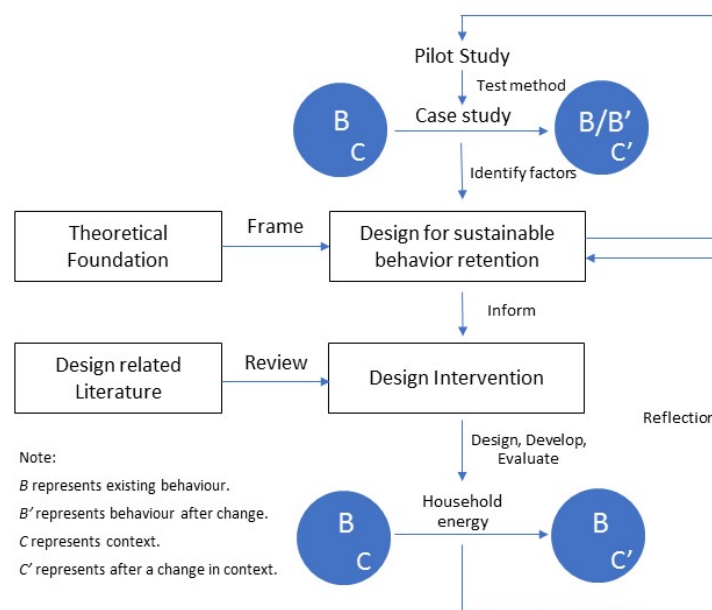 Pilot Study
Test method
B
C
Case study
B/B’
C’
Identify factors
Theoretical
Foundation
Frame
Design for sustainable
behavior retention
Inform
Design related
Literature
Review
Design Intervention
Reflection
Design, Develop,
Evaluate
Note:
B represents existing behaviour.
B’ represents behaviour after change.
C represents context.
C’ represents after a change in context.
B
C
Household
energy
B
C’